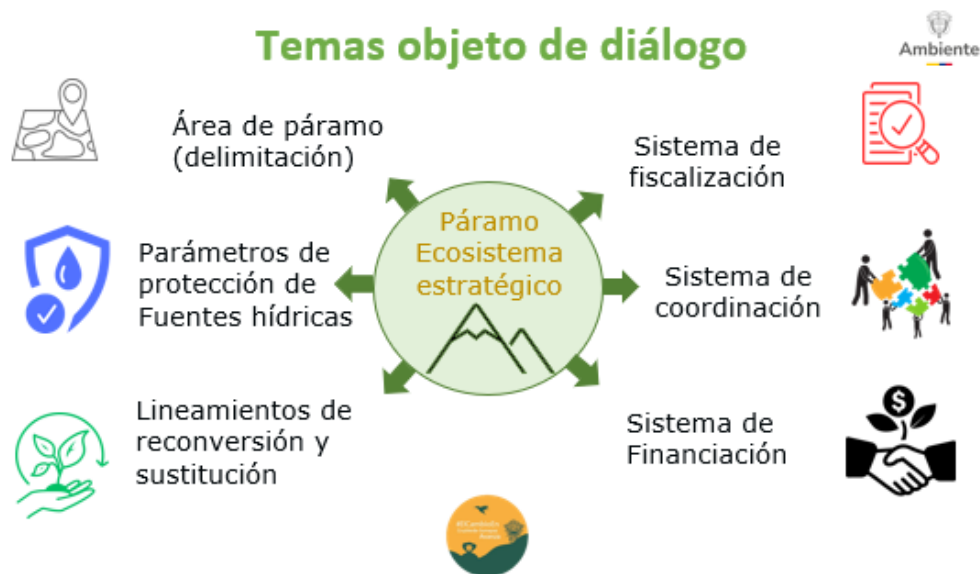 Temas objeto de diálogo
Ambiente
Área de páramo
(delimitación)
Parámetros de
protección de
Fuentes hídricas
Lineamientos de
reconversión y
sustitución
Páramo
Ecosistema
estratégico
Sistema de
fiscalización
Sistema de
coordinación
$
Sistema de
Financiación